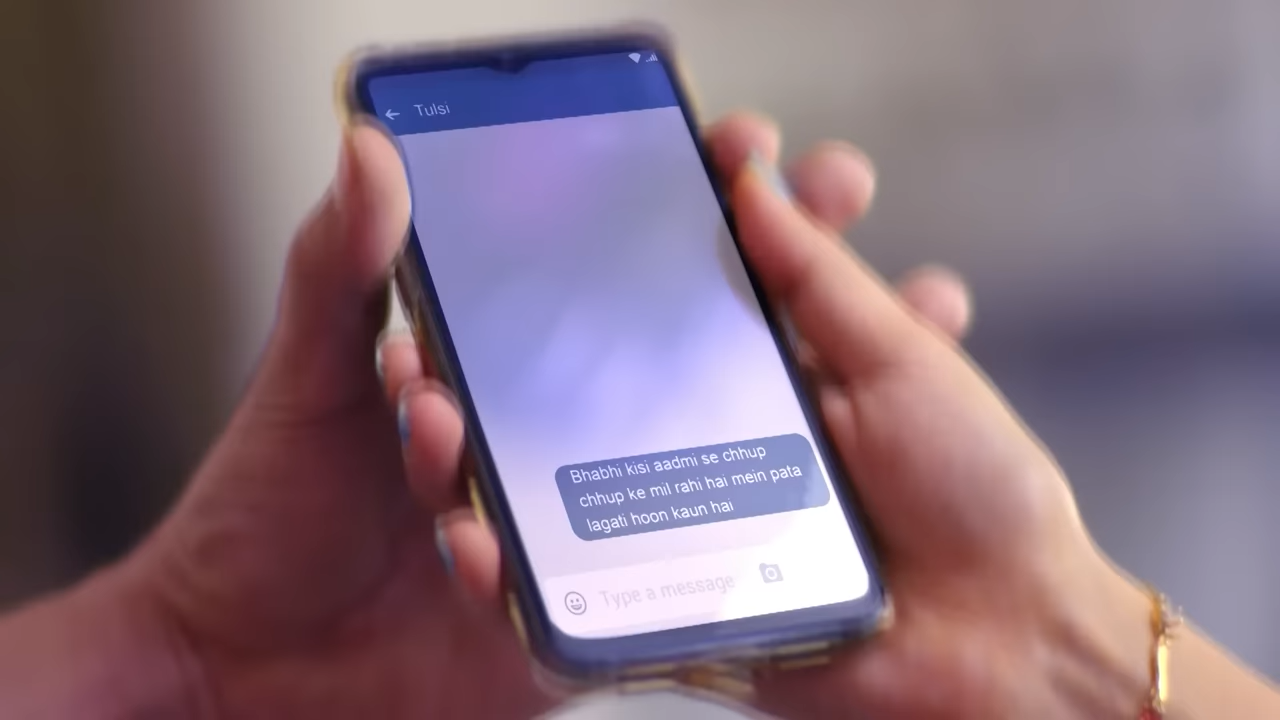 Tulsi
Bhabhi kisi aadmi se chhup
chhup ke mil rahi hai mein pata
lagati hoon kaun hai
Type a message